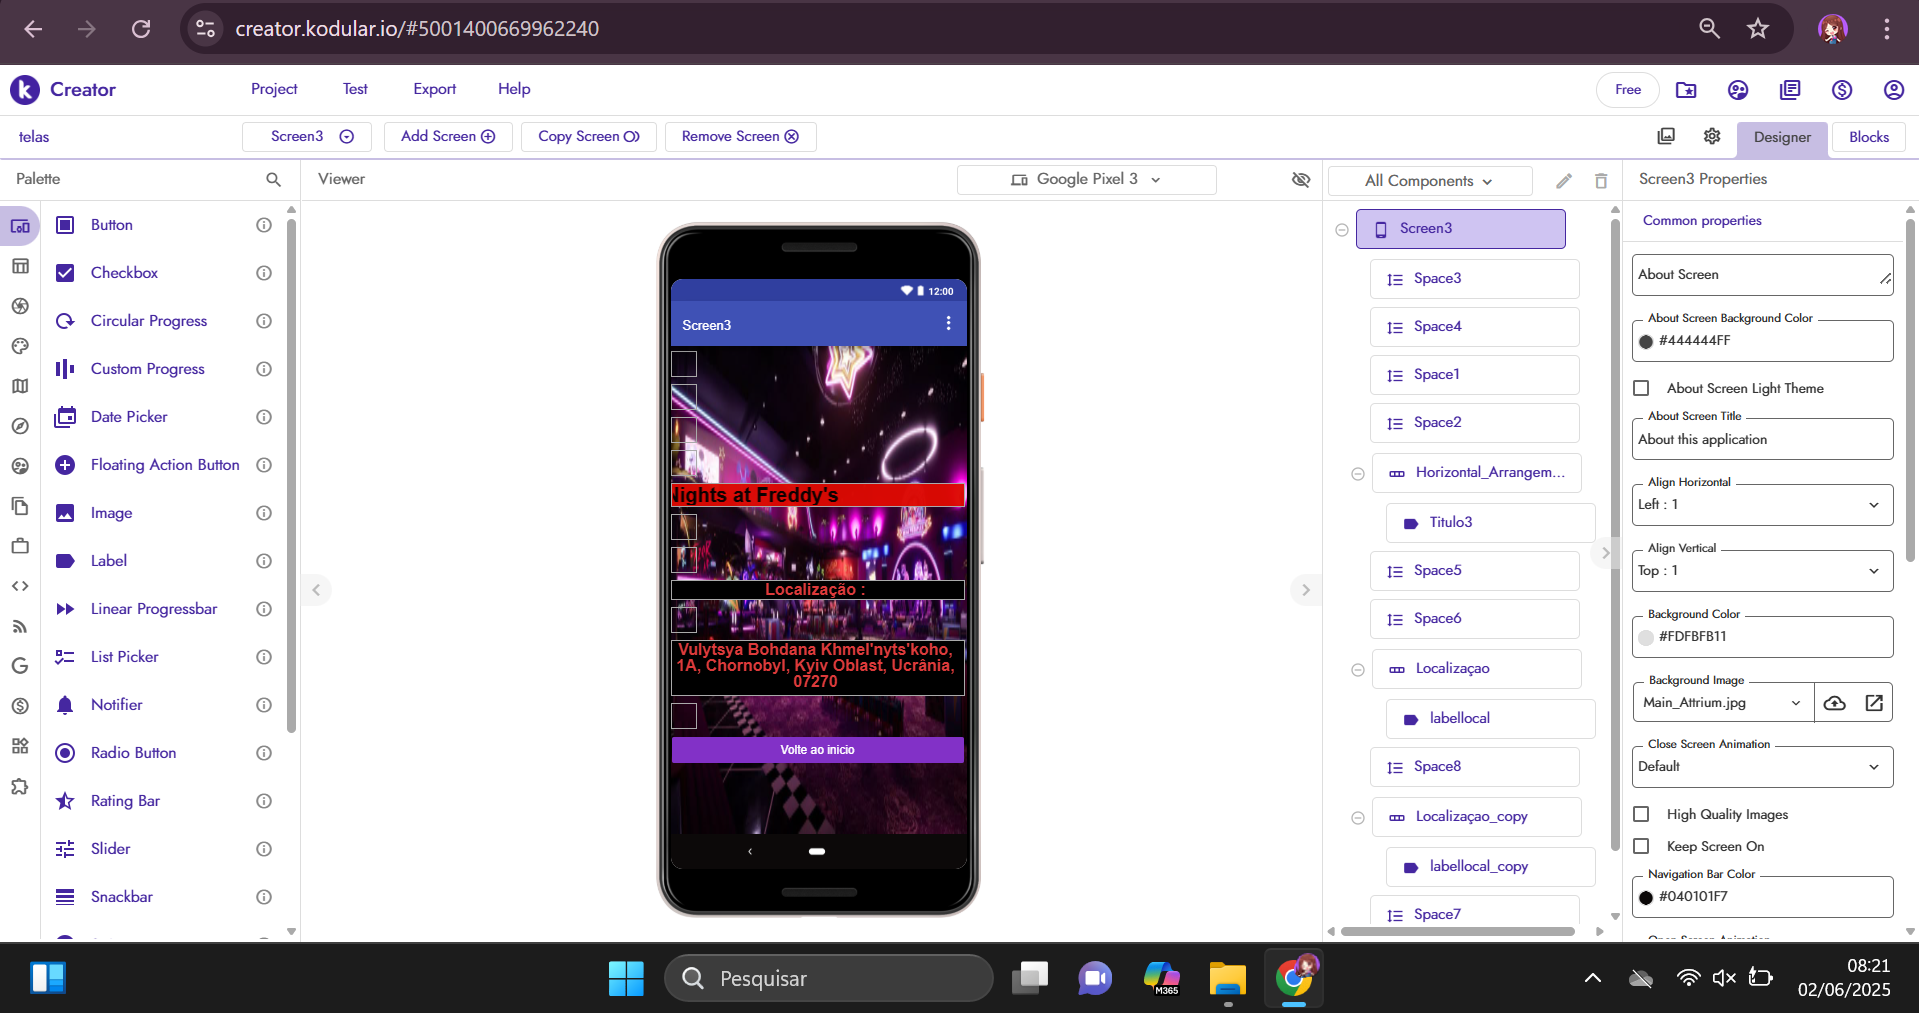 creator.kodular.io/#5001400669962240
Creator
Project
Test
Export
Help
Free
telas
Screen3
Add Screen
Copy Screen
Remove Screen
Designer
Blocks
Palette
Viewer
Google Pixel 3
All Components
Screen3 Properties
Button
Checkbox
Circular Progress
Custom Progress
Date Picker
Floating Action Button
Image
Label
Linear Progressbar
List Picker
Notifier
Radio Button
Rating Bar
Slider
Snackbar
12:00
Screen3
Nights at Freddy's
Localização :
Vulytsya Bohdana Khmel'nyts'koho,
1A, Chornobyl, Kyiv Oblast, Ucrânia,
07270
Volte ao inicio
Screen3
Space3
Space4
Space1
Space2
Horizontal_Arrangem...
Titulo3
Space5
Space6
Localizaçao
labellocal
Space8
Localizaçao_copy
labellocal_copy
Space7
Common properties
About Screen
About Screen Background Color
#444444FF
About Screen Light Theme
About Screen Title
About this application
Align Horizontal
Left : 1
Align Vertical
Top : 1
Background Color
#FDFBFB11
Background Image
Main_Attrium.jpg
Close Screen Animation
Default
High Quality Images
Keep Screen On
Navigation Bar Color
#040101F7
Open Screen Animation
Pesquisar
M365
08:21
02/06/2025